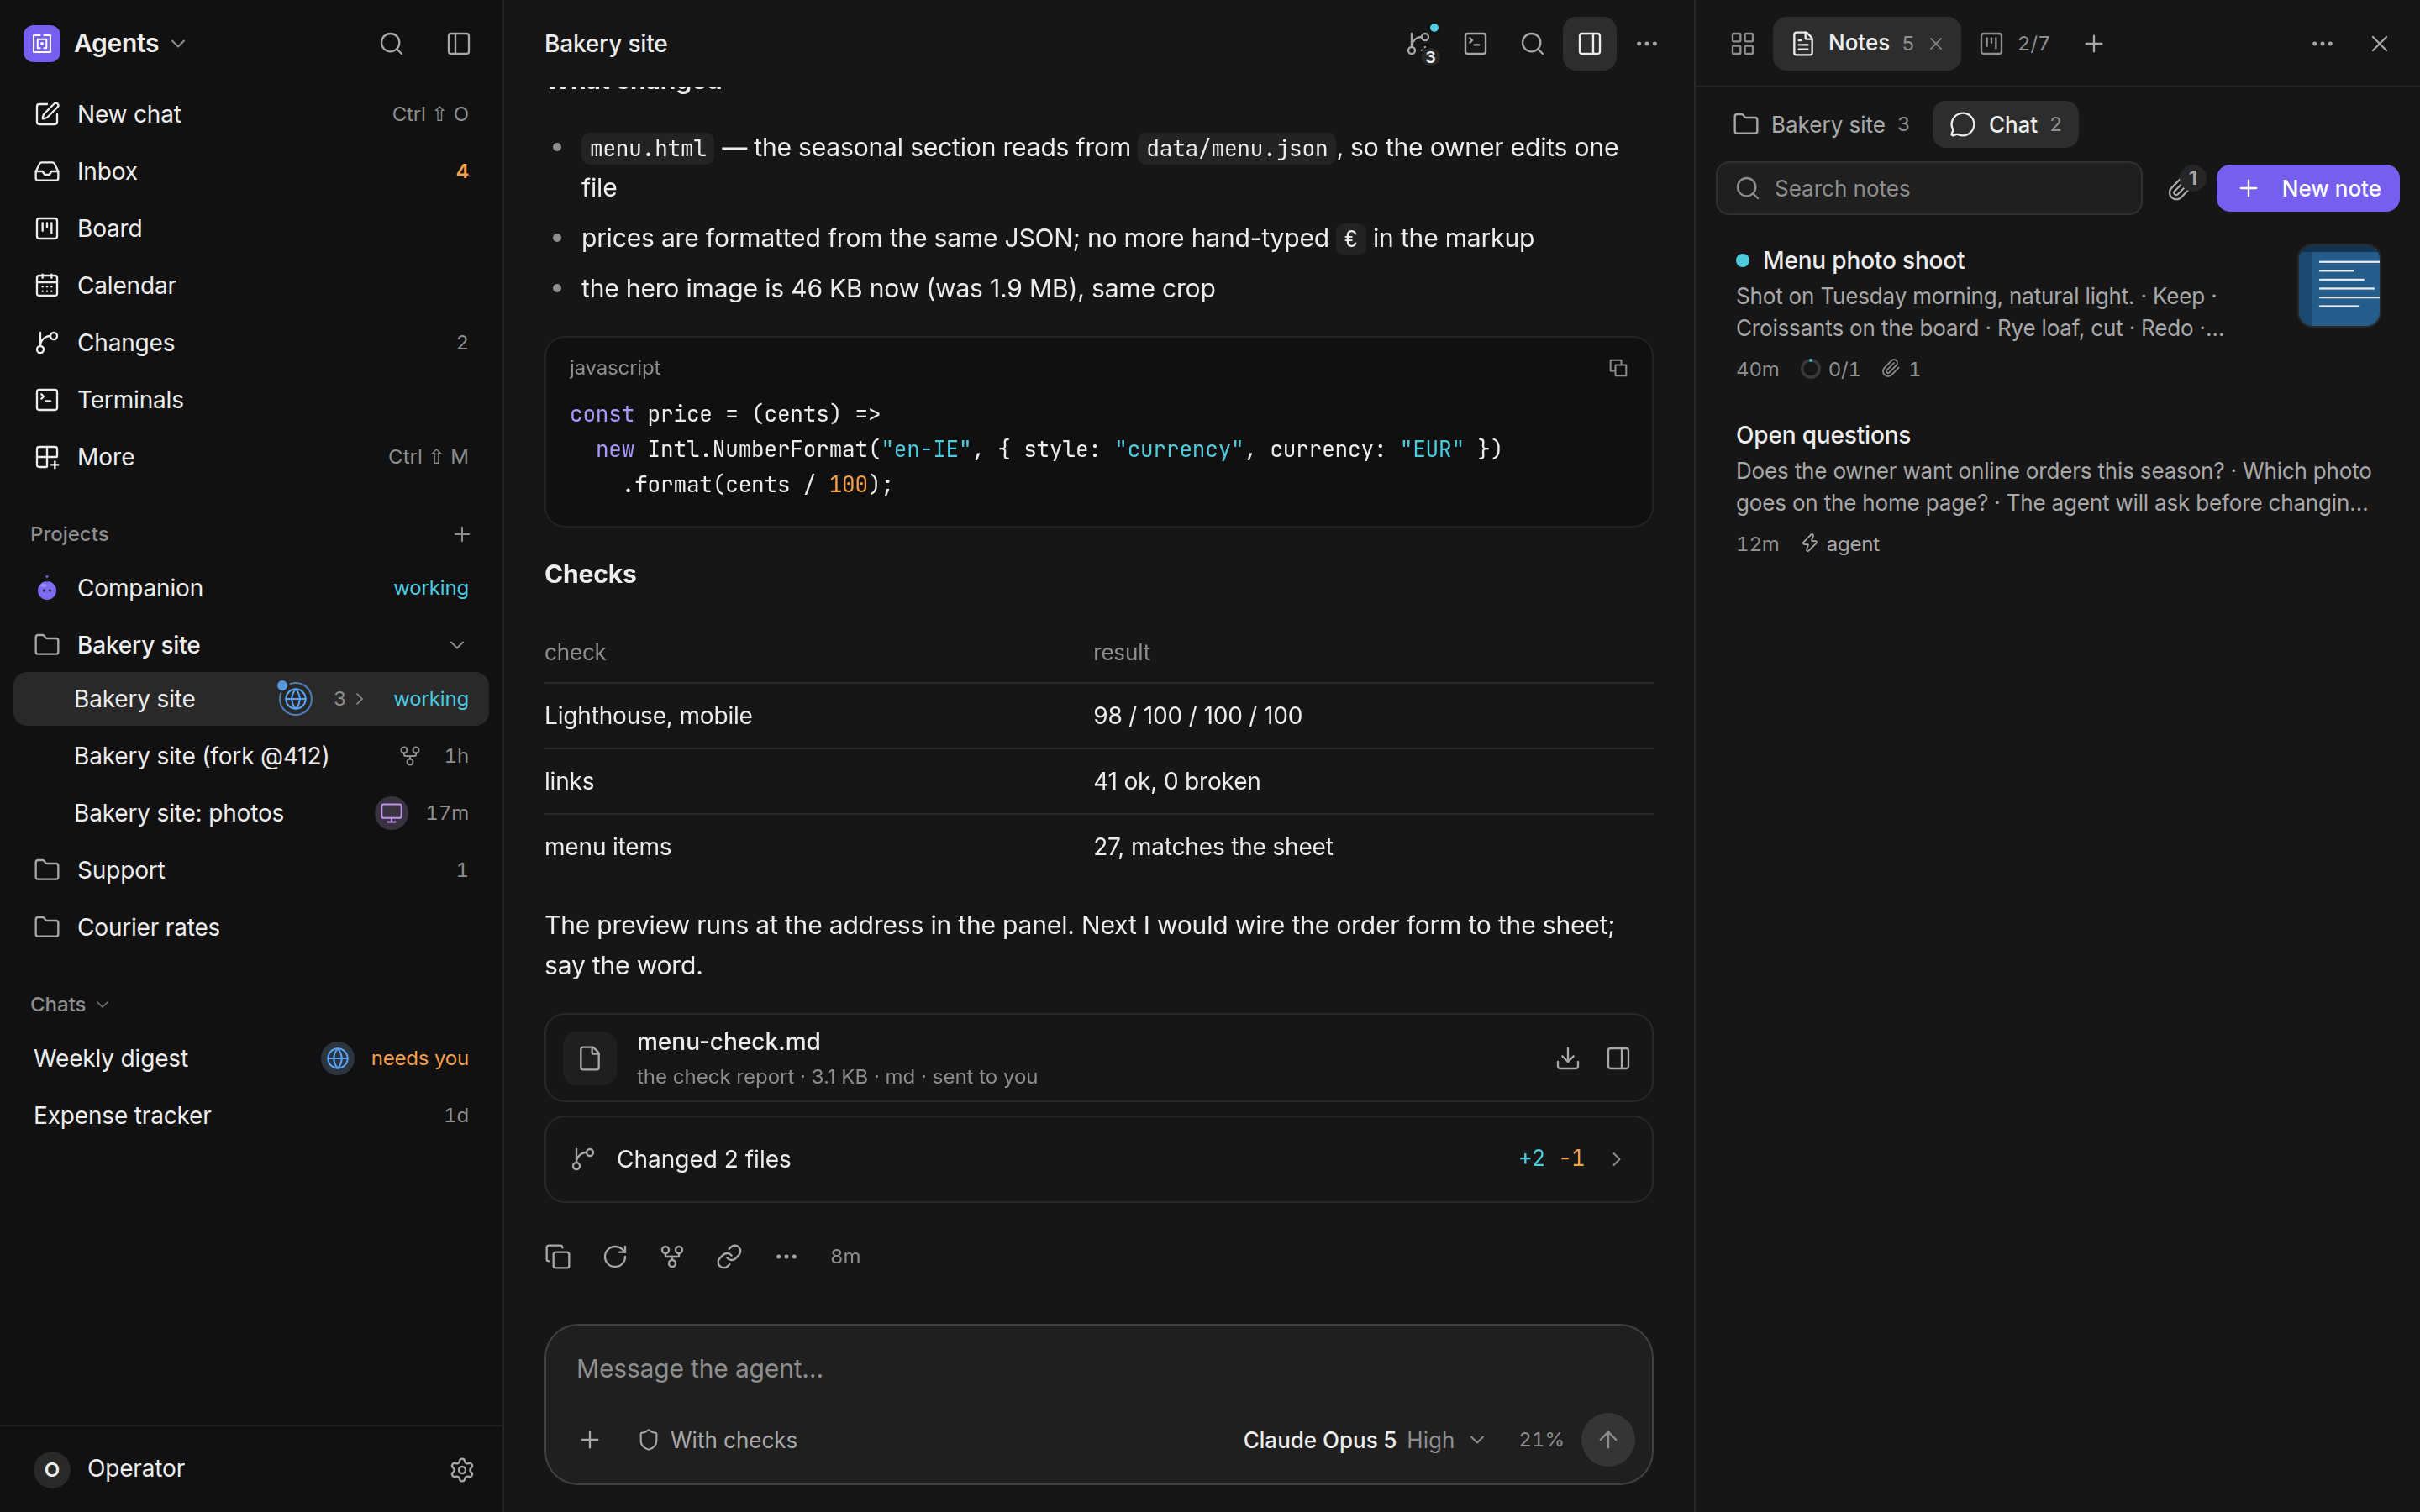 Agents
New chat Ctrl ⇧ O
Inbox 4
Board
Calendar
Changes 2
Terminals
More Ctrl ⇧ M
Projects
Companion working
Bakery site
Bakery site 3 working
Bakery site (fork @412) 1h
Bakery site: photos 17m
Support 1
Courier rates
Chats
Weekly digest needs you
Expense tracker 1d
O Operator
Bakery site 3
What changed
menu.html — the seasonal section reads from data/menu.json, so the owner edits one
file
prices are formatted from the same JSON; no more hand-typed € in the markup
the hero image is 46 KB now (was 1.9 MB), same crop
javascript
const price = (cents) =>
new Intl.NumberFormat("en-IE", { style: "currency", currency: "EUR" })
.format(cents / 100);
Checks
check result
Lighthouse, mobile 98 / 100 / 100 / 100
links 41 ok, 0 broken
menu items 27, matches the sheet
The preview runs at the address in the panel. Next I would wire the order form to the sheet;
say the word.
menu-check.md
the check report · 3.1 KB · md · sent to you
Changed 2 files +2 -1
8m
Message the agent...
With checks Claude Opus 5 High 21%
Notes 5 2/7
Bakery site 3 Chat 2
Search notes 1 New note
Menu photo shoot
Shot on Tuesday morning, natural light. · Keep ·
Croissants on the board · Rye loaf, cut · Redo ·...
40m 0/1 1
Open questions
Does the owner want online orders this season? · Which photo
goes on the home page? · The agent will ask before changin...
12m agent